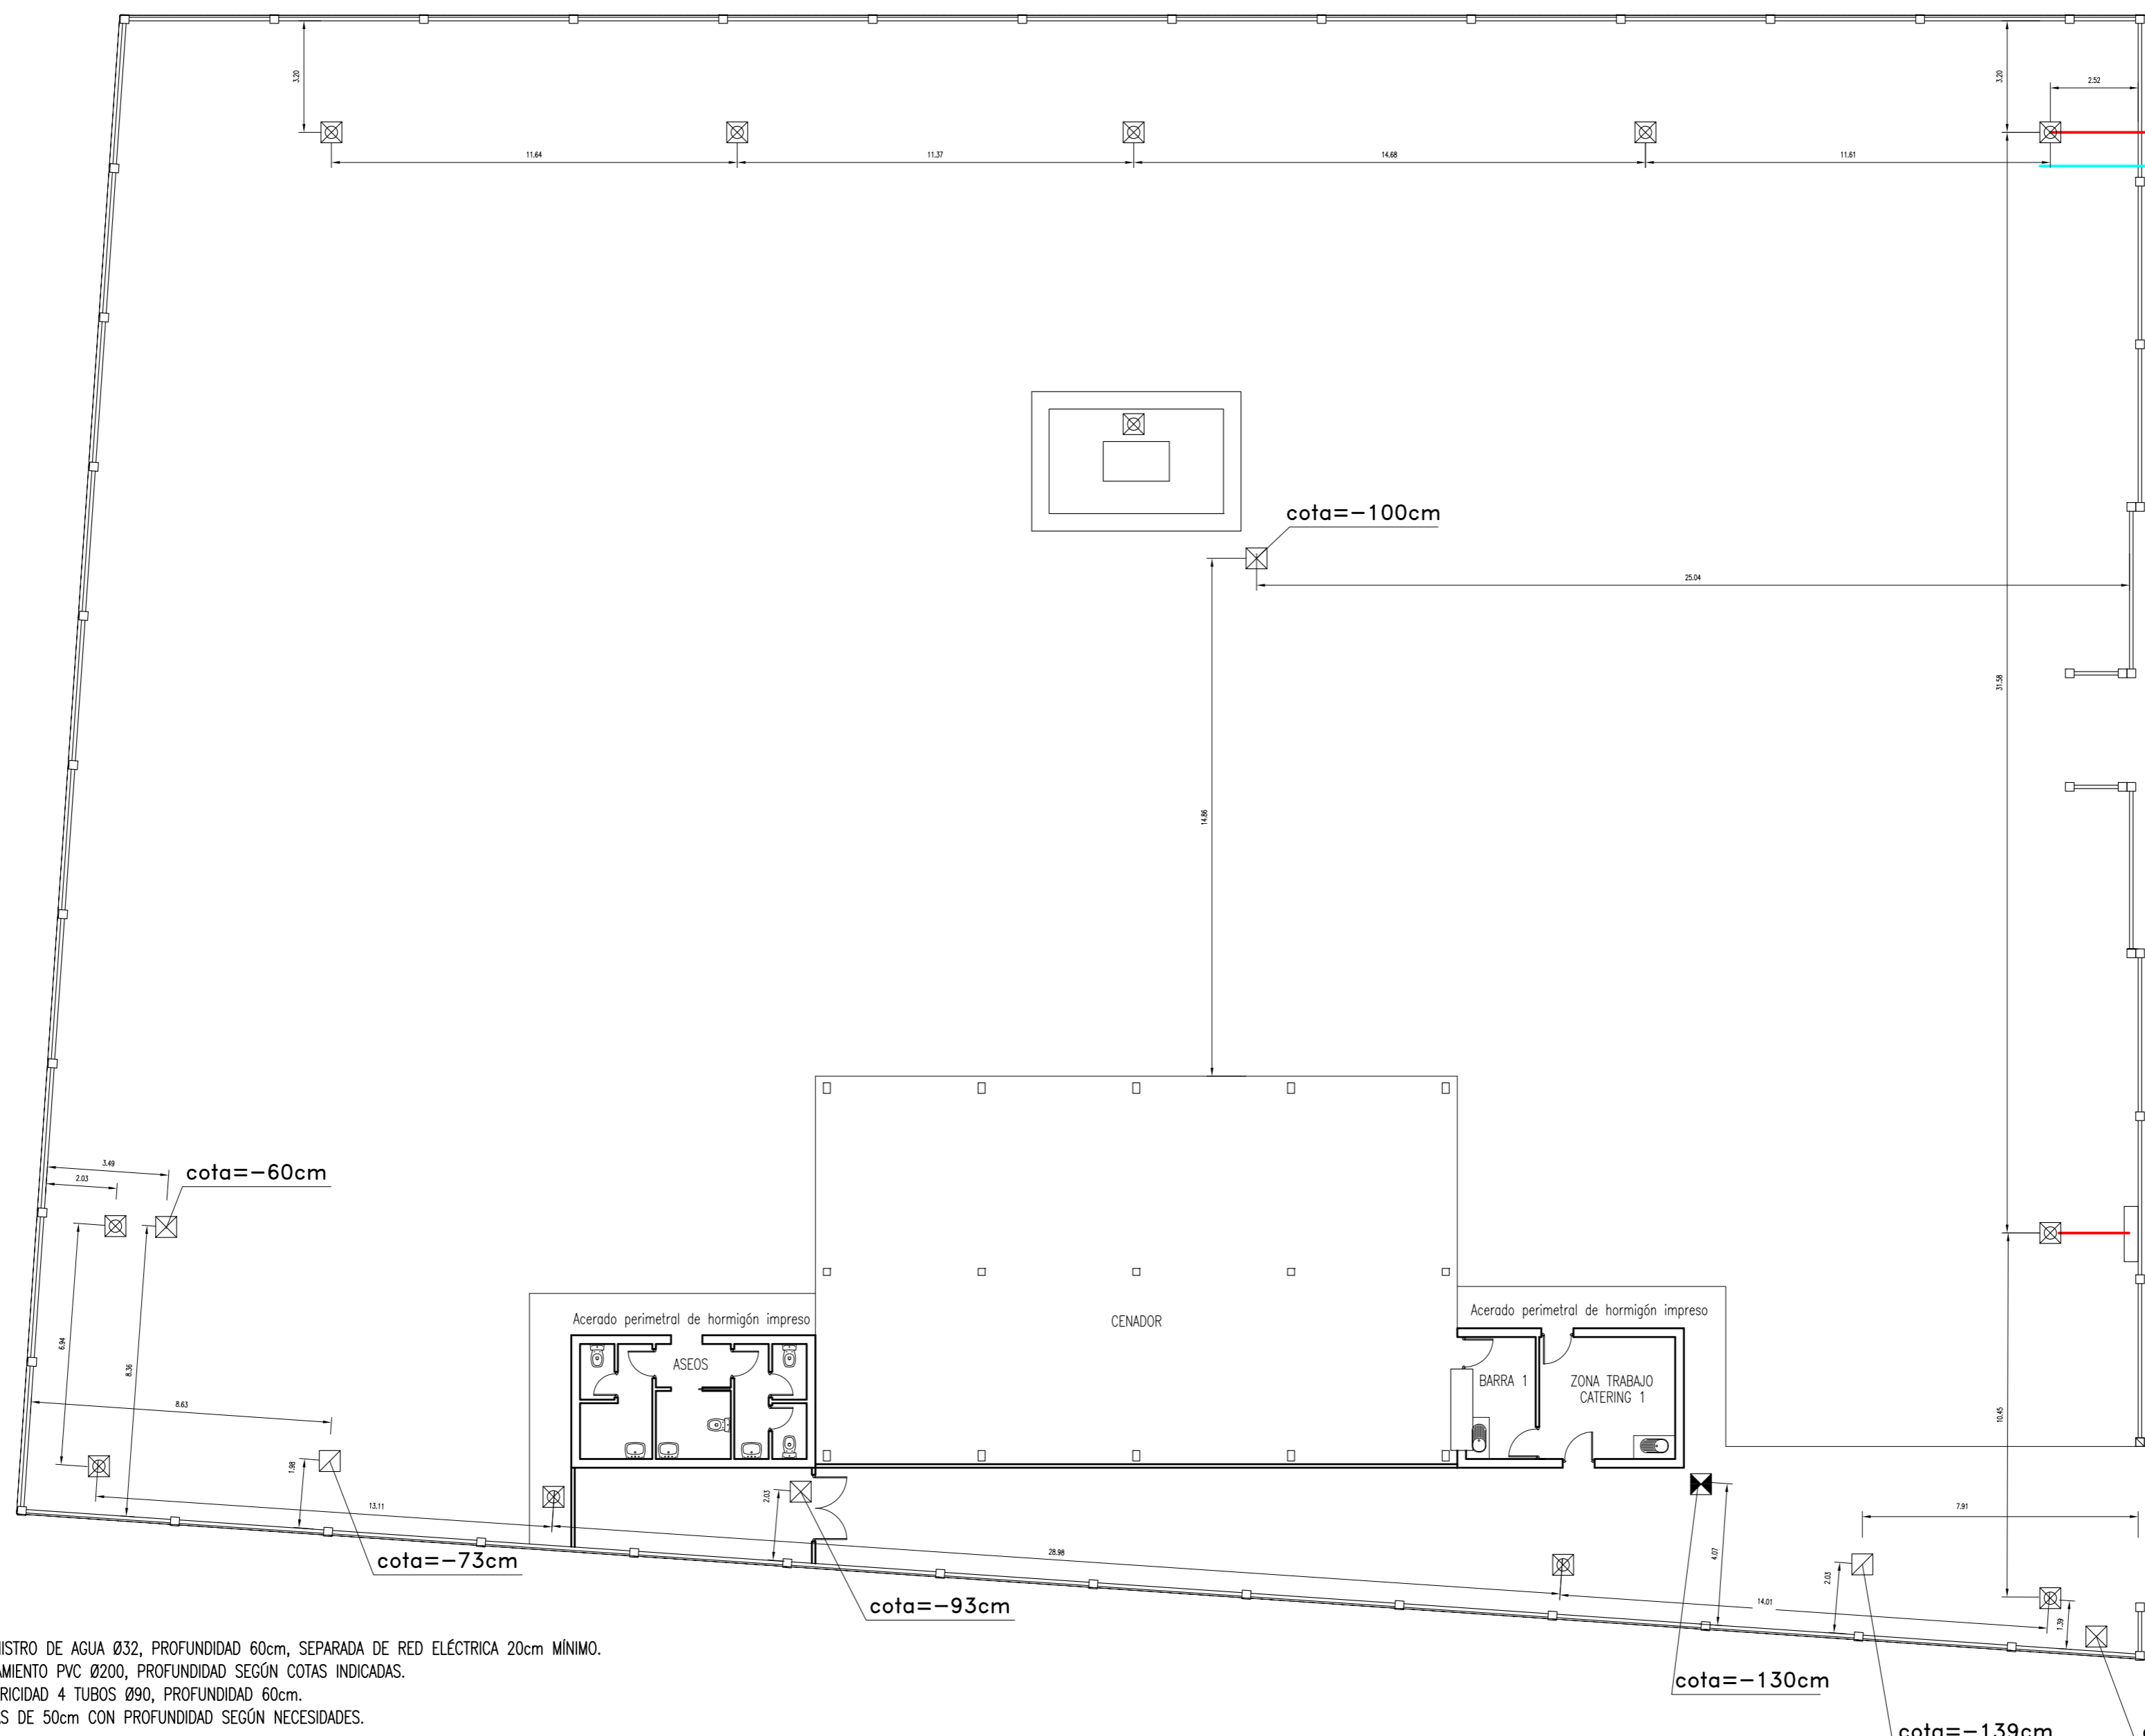 3.20
3.20
2.52
11.64
11.37
14.68
11.61
cota=-100cm
25.04
31.58
14.86
3.49
2.03
cota=-60cm
Acerado perimetral de hormigón impreso
CENADOR
Acerado perimetral de hormigón impreso
ASEOS
BARRA 1
ZONA TRABAJO
CATERING 1
6.94
8.36
8.63
10.45
1.98
2.03
13.11
7.91
cota=-73cm
28.98
4.07
2.03
cota=-93cm
14.01
1.39
ISTRO DE AGUA Ø32, PROFUNDIDAD 60cm, SEPARADA DE RED ELÉCTRICA 20cm MÍNIMO.
AMIENTO PVC Ø200, PROFUNDIDAD SEGÚN COTAS INDICADAS.
RICIDAD 4 TUBOS Ø90, PROFUNDIDAD 60cm.
S DE 50cm CON PROFUNDIDAD SEGÚN NECESIDADES.
cota=-130cm
cota=-139cm